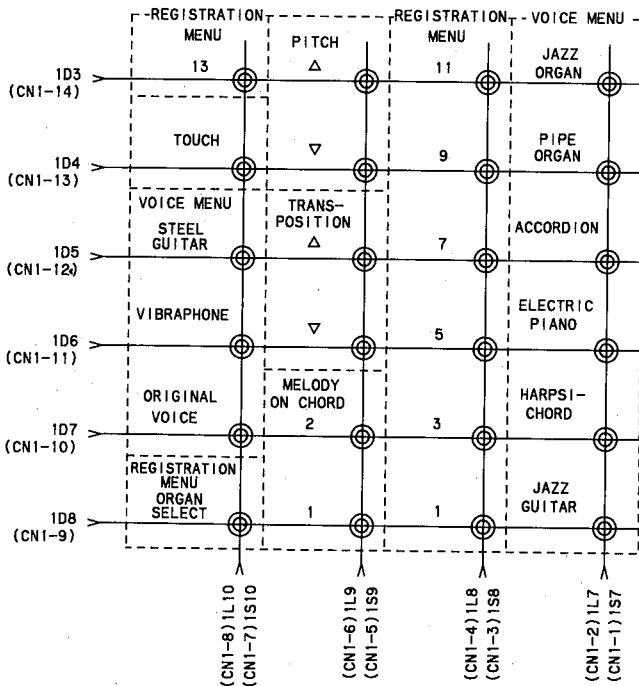 REGISTRATION MENU
PITCH
REGISTRATION MENU
VOICE MENU
1D3
(CN1-14)
13
△
11
JAZZ
ORGAN
1D4
(CN1-13)
TOUCH
▽
9
PIPE
ORGAN
VOICE MENU
TRANS-
POSITION
1D5
(CN1-12)
STEEL
GUITAR
△
7
ACCORDION
1D6
(CN1-11)
VIBRAPHONE
▽
5
ELECTRIC
PIANO
MELODY
ON CHORD
1D7
(CN1-10)
ORIGINAL
VOICE
2
3
HARPSI-
CHORD
REGISTRATION
MENU
ORGAN
SELECT
1D8
(CN1-9)
1
1
JAZZ
GUITAR
(CN1-8)1L10
(CN1-7)1S10
(CN1-6)1L9
(CN1-5)1S9
(CN1-4)1L8
(CN1-3)1S8
(CN1-2)1L7
(CN1-1)1S7